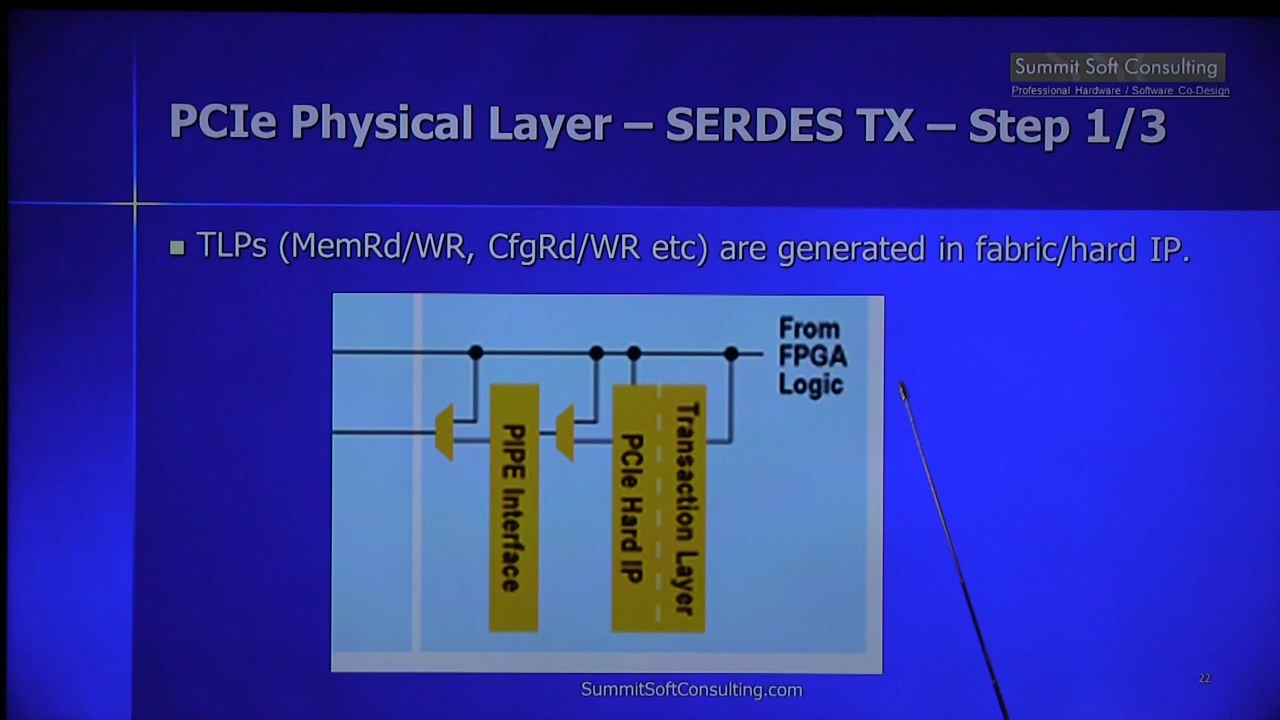 Summit Soft Consulting
Professional Hardware / Software Co-Design
PCIe Physical Layer – SERDES TX – Step 1/3
TLPs (MemRd/WR, CfgRd/WR etc) are generated in fabric/hard IP.
From
FPGA
Logic
PIPE Interface
PCIe Hard IP
Transaction Layer
SummitSoftConsulting.com
22